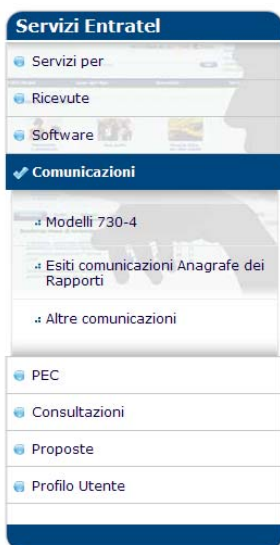 Servizi Entratel
Servizi per
Ricevute
Software
Comunicazioni
Modelli 730-4
Esiti comunicazioni Anagrafe dei
Rapporti
Altre comunicazioni
PEC
Consultazioni
Proposte
Profilo Utente